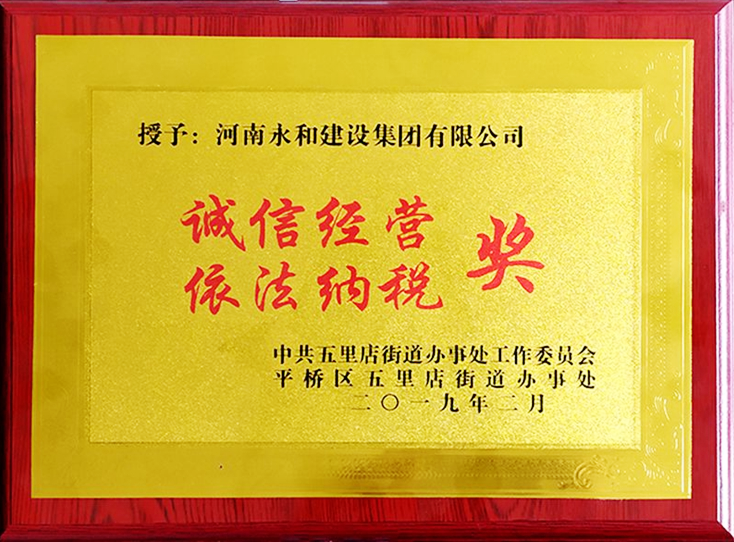 授予：河南永和建设集团有限公司
诚信经营
依法纳税
奖
中共五里店街道办事处工作委员会
平桥区五里店街道办事处
二〇一九年二月